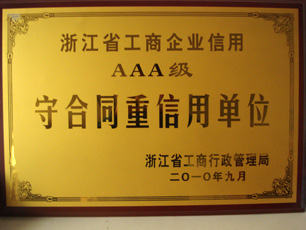 浙江省工商企业信用
AAA级
守合同重信用单位
浙江省工商行政管理局
二〇一〇年九月